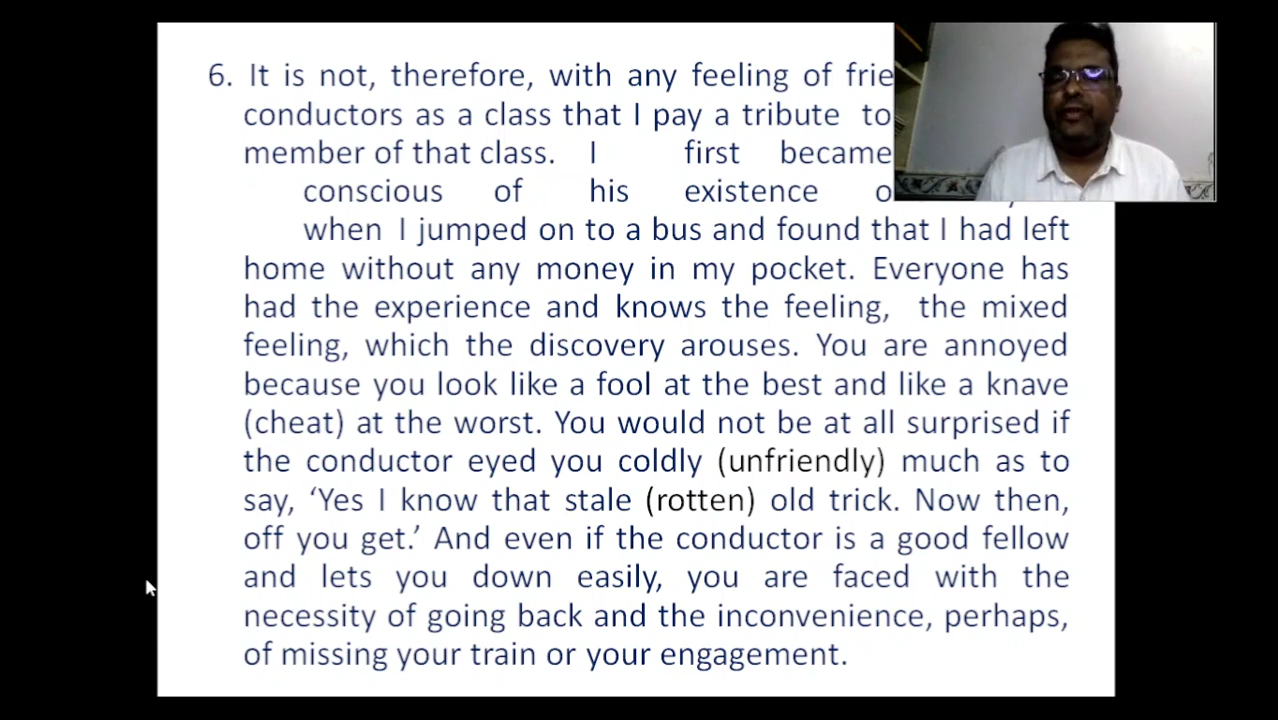 6. It is not, therefore, with any feeling of
conductors as a class that I pay a tribute to
member of that class. I first became
conscious of his existence
when I jumped on to a bus and found that I had left
home without any money in my pocket. Everyone has
had the experience and knows the feeling, the mixed
feeling, which the discovery arouses. You are annoyed
because you look like a fool at the best and like a knave
(cheat) at the worst. You would not be at all surprised if
the conductor eyed you coldly (unfriendly) much as to
say, ‘Yes I know that stale (rotten) old trick. Now then,
off you get.’ And even if the conductor is a good fellow
and lets you down easily, you are faced with the
necessity of going back and the inconvenience, perhaps,
of missing your train or your engagement.